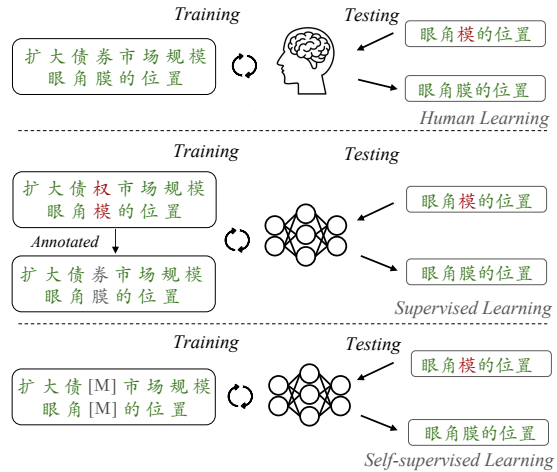 Training
Testing
扩大债券市场规模
眼角膜的位置
眼角模的位置
眼角膜的位置
Human Learning
Training
Testing
扩大债权市场规模
眼角模的位置
Annotated
扩大债券市场规模
眼角膜的位置
眼角模的位置
眼角膜的位置
Supervised Learning
Training
Testing
扩大债[M]市场规模
眼角[M]的位置
眼角模的位置
眼角膜的位置
Self-supervised Learning